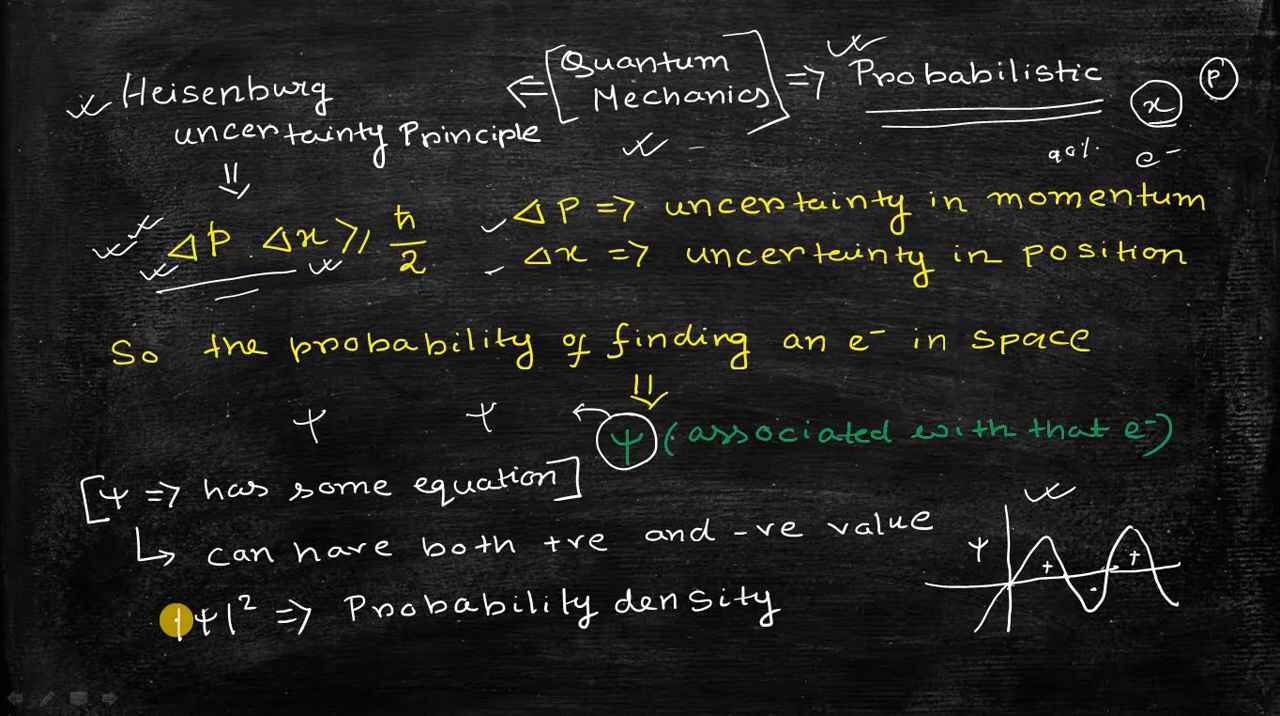 Quantum
Mechanics
=> Probabilistic
x
P
Heisenburg
uncertainty Principle
90%
e⁻
ΔP . Δx ≥ ħ/2
ΔP => uncertainty in momentum
Δx => uncertainty in position
So the probability of finding an e⁻ in space
ψ ψ ψ (associated with that e⁻)
[ψ => has some equation]
↳ can have both +ve and -ve value
|ψ|² => Probability density
ψ
+ - +